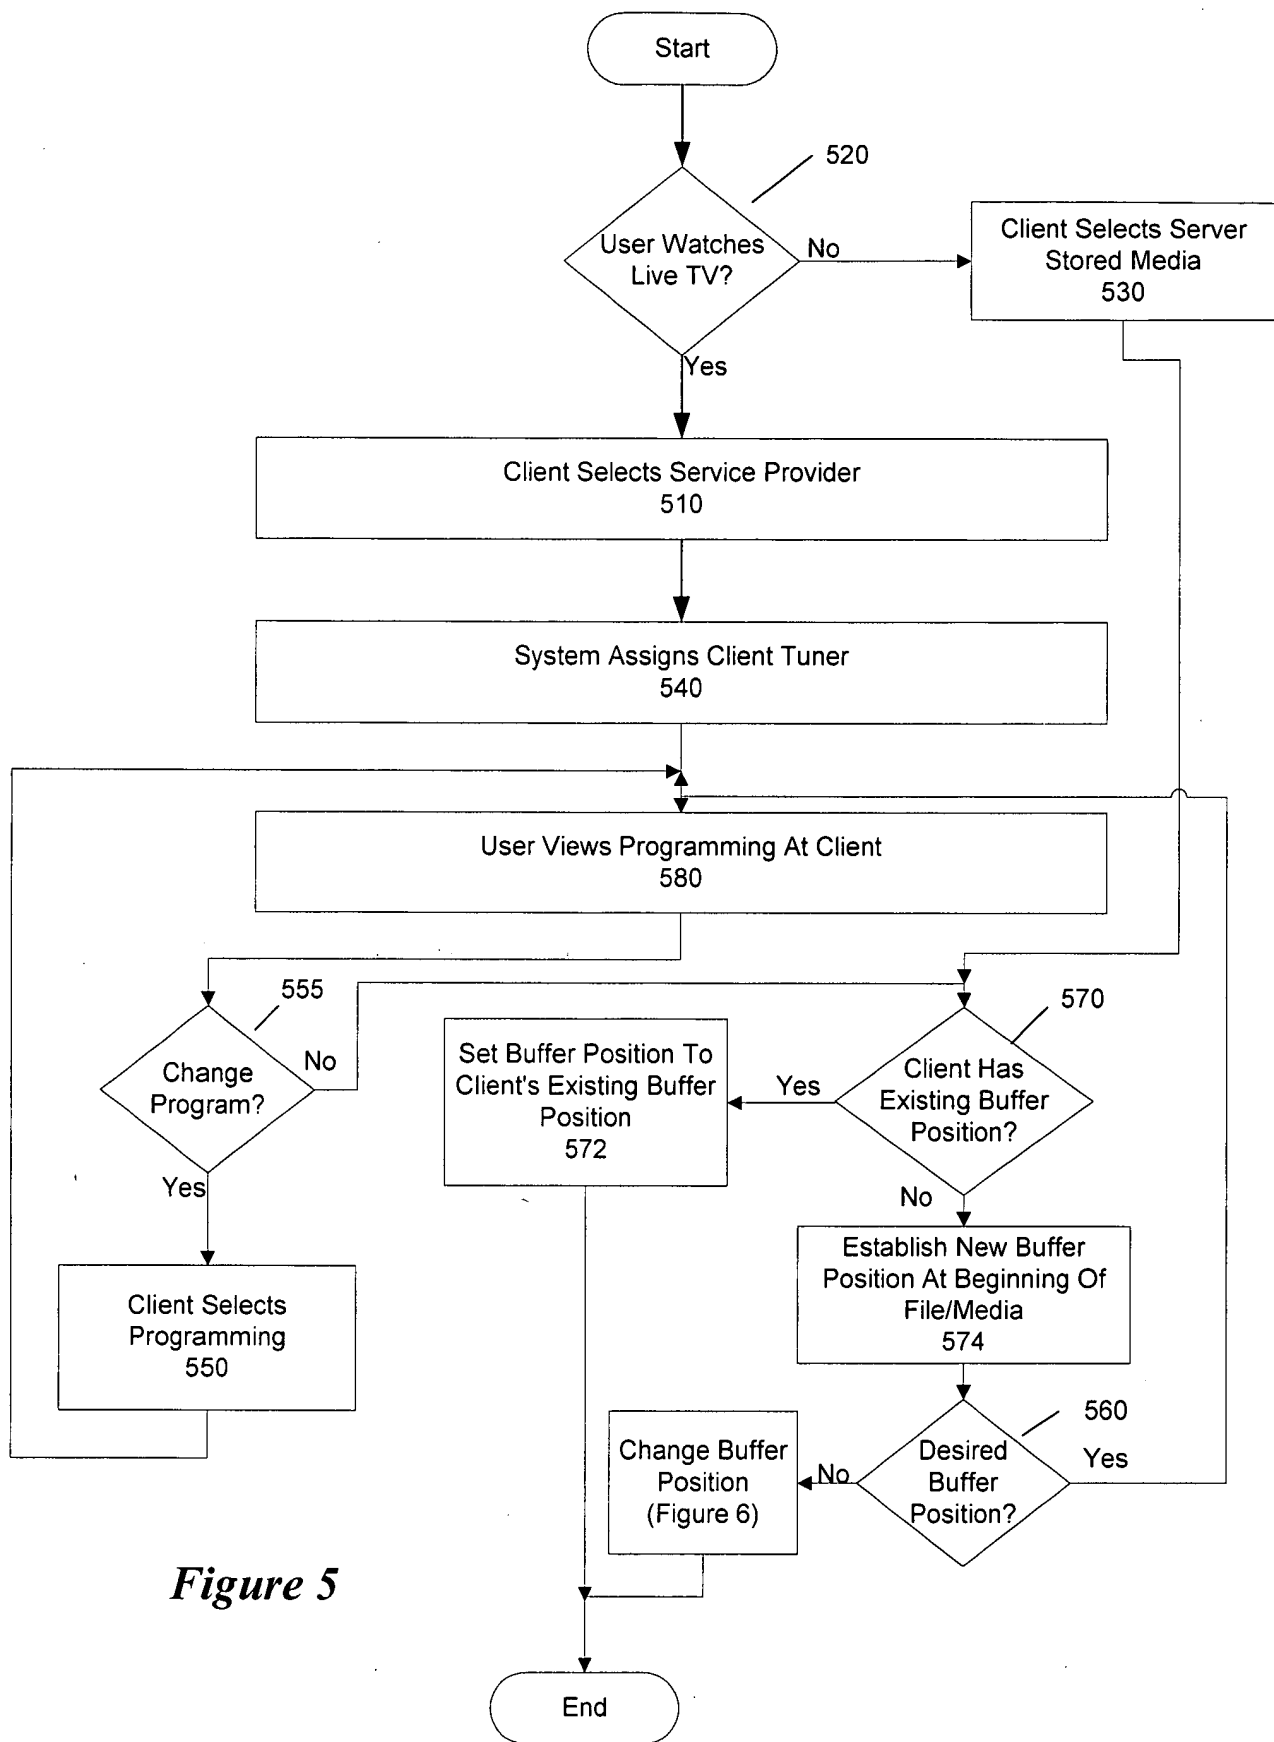 Start
520
User Watches
Live TV?
No
Client Selects Server
Stored Media
530
Yes
Client Selects Service Provider
510
System Assigns Client Tuner
540
User Views Programming At Client
580
555
Change
Program?
No
Yes
Client Selects
Programming
550
570
Client Has
Existing Buffer
Position?
Yes
Set Buffer Position To
Client's Existing Buffer
Position
572
No
Establish New Buffer
Position At Beginning Of
File/Media
574
560
Desired
Buffer
Position?
Yes
No
Change Buffer
Position
(Figure 6)
Figure 5
End